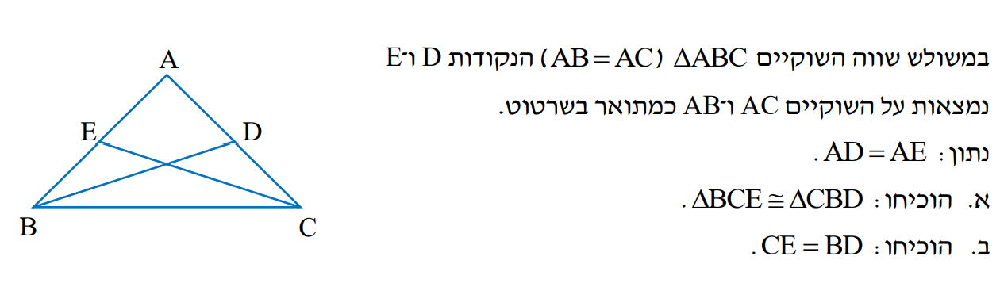 במשולש שווה השוקיים ΔABC (AB = AC) הנקודות D ו־E
נמצאות על השוקיים AC ו־AB כמתואר בשרטוט.
נתון: AD = AE.
א. הוכיחו: ΔBCE ≅ ΔCBD.
ב. הוכיחו: CE = BD.
A
E D
B C